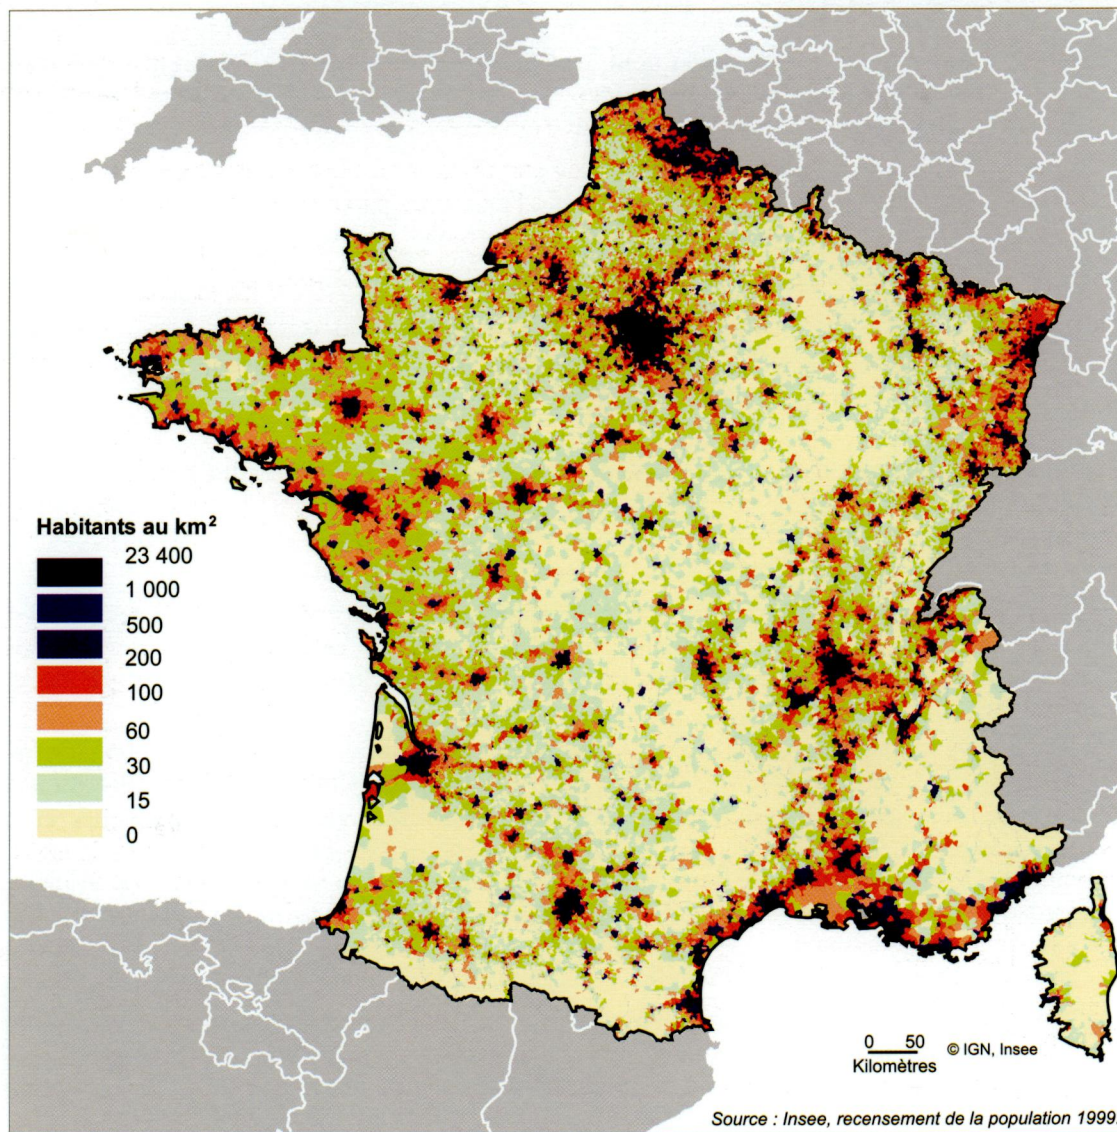 Habitants au km²
23 400
1 000
500
200
100
60
30
15
0
0 50
Kilomètres
© IGN, Insee
Source : Insee, recensement de la population 1999